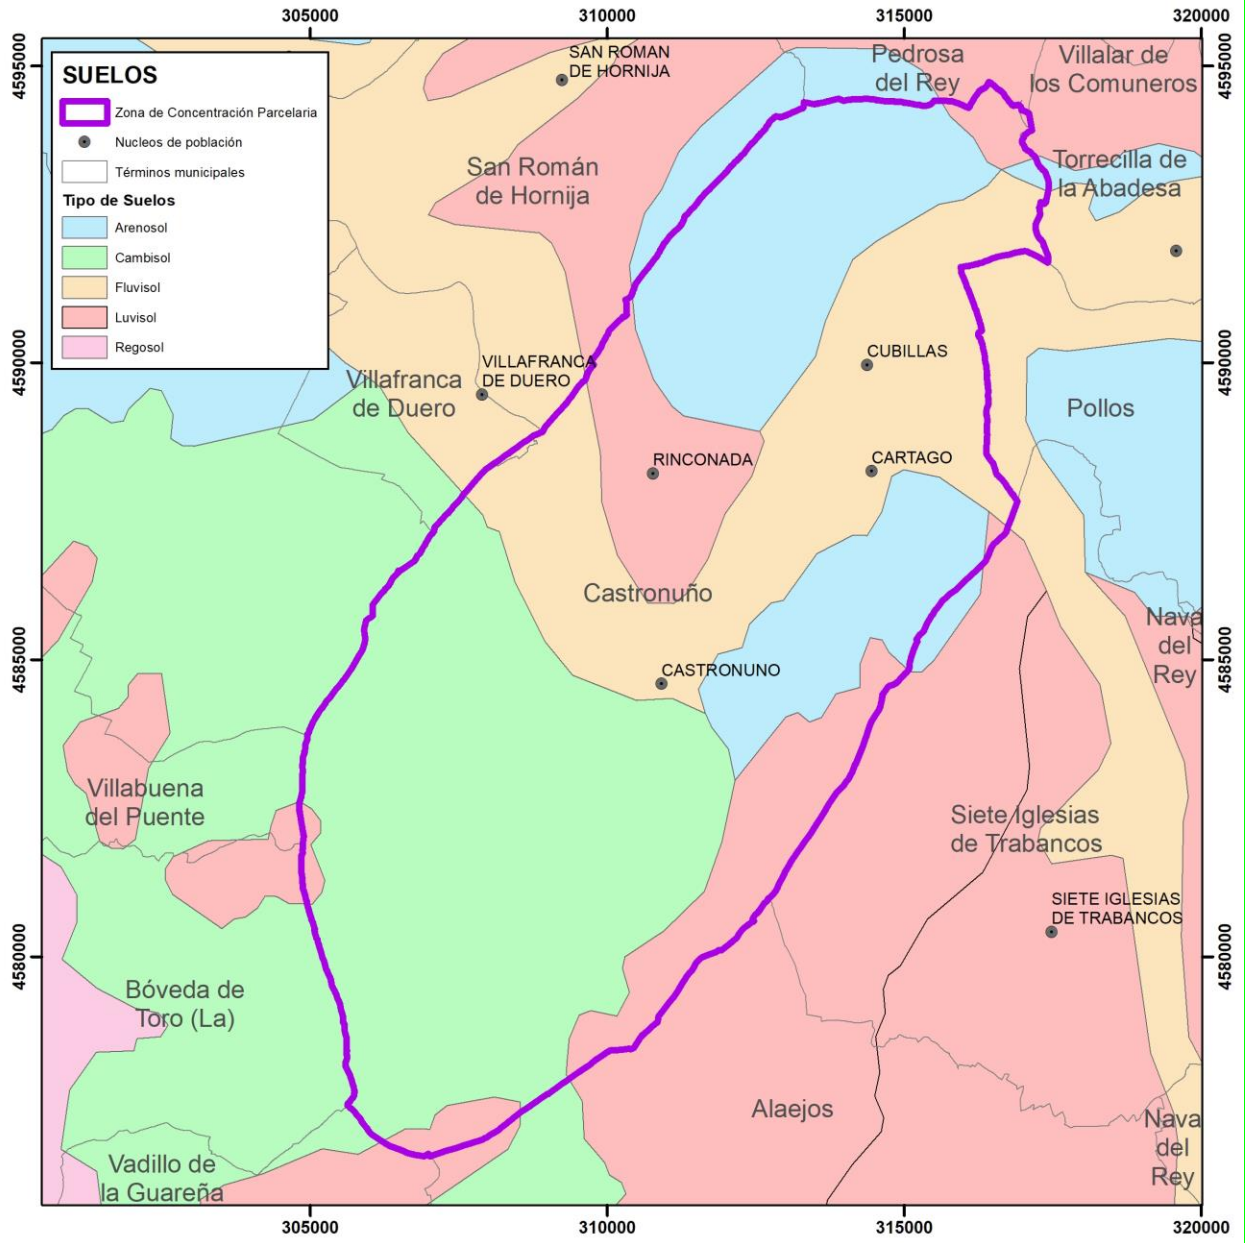 305000
310000
315000
320000
4595000
4595000
SUELOS
Zona de Concentración Parcelaria
Nucleos de población
Términos municipales
Tipo de Suelos
Arenosol
Cambisol
Fluvisol
Luvisol
Regosol
SAN ROMAN
DE HORNIJA
Pedrosa
del Rey
Villalar de
los Comuneros
San Román
de Hornija
Torrecilla de
la Abadesa
4590000
4590000
VILLAFRANCA
DE DUERO
Villafranca
de Duero
CUBILLAS
Pollos
RINCONADA
CARTAGO
Castronuño
Nava
del
Rey
4585000
4585000
CASTRONUNO
Villabuena
del Puente
Siete Iglesias
de Trabancos
SIETE IGLESIAS
DE TRABANCOS
4580000
4580000
Bóveda de
Toro (La)
Alaejos
Nava
del
Rey
Vadillo de
la Guareña
305000
310000
315000
320000